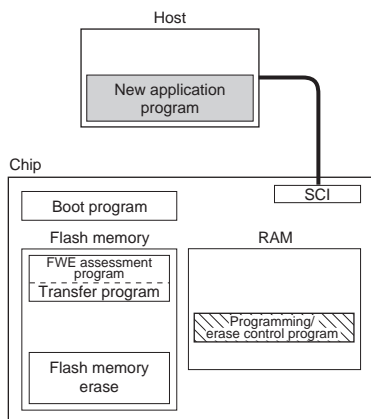 Host
New application
program
Chip
SCI
Boot program
Flash memory
RAM
FWE assessment
program
Transfer program
Programming/
erase control program
Flash memory
erase